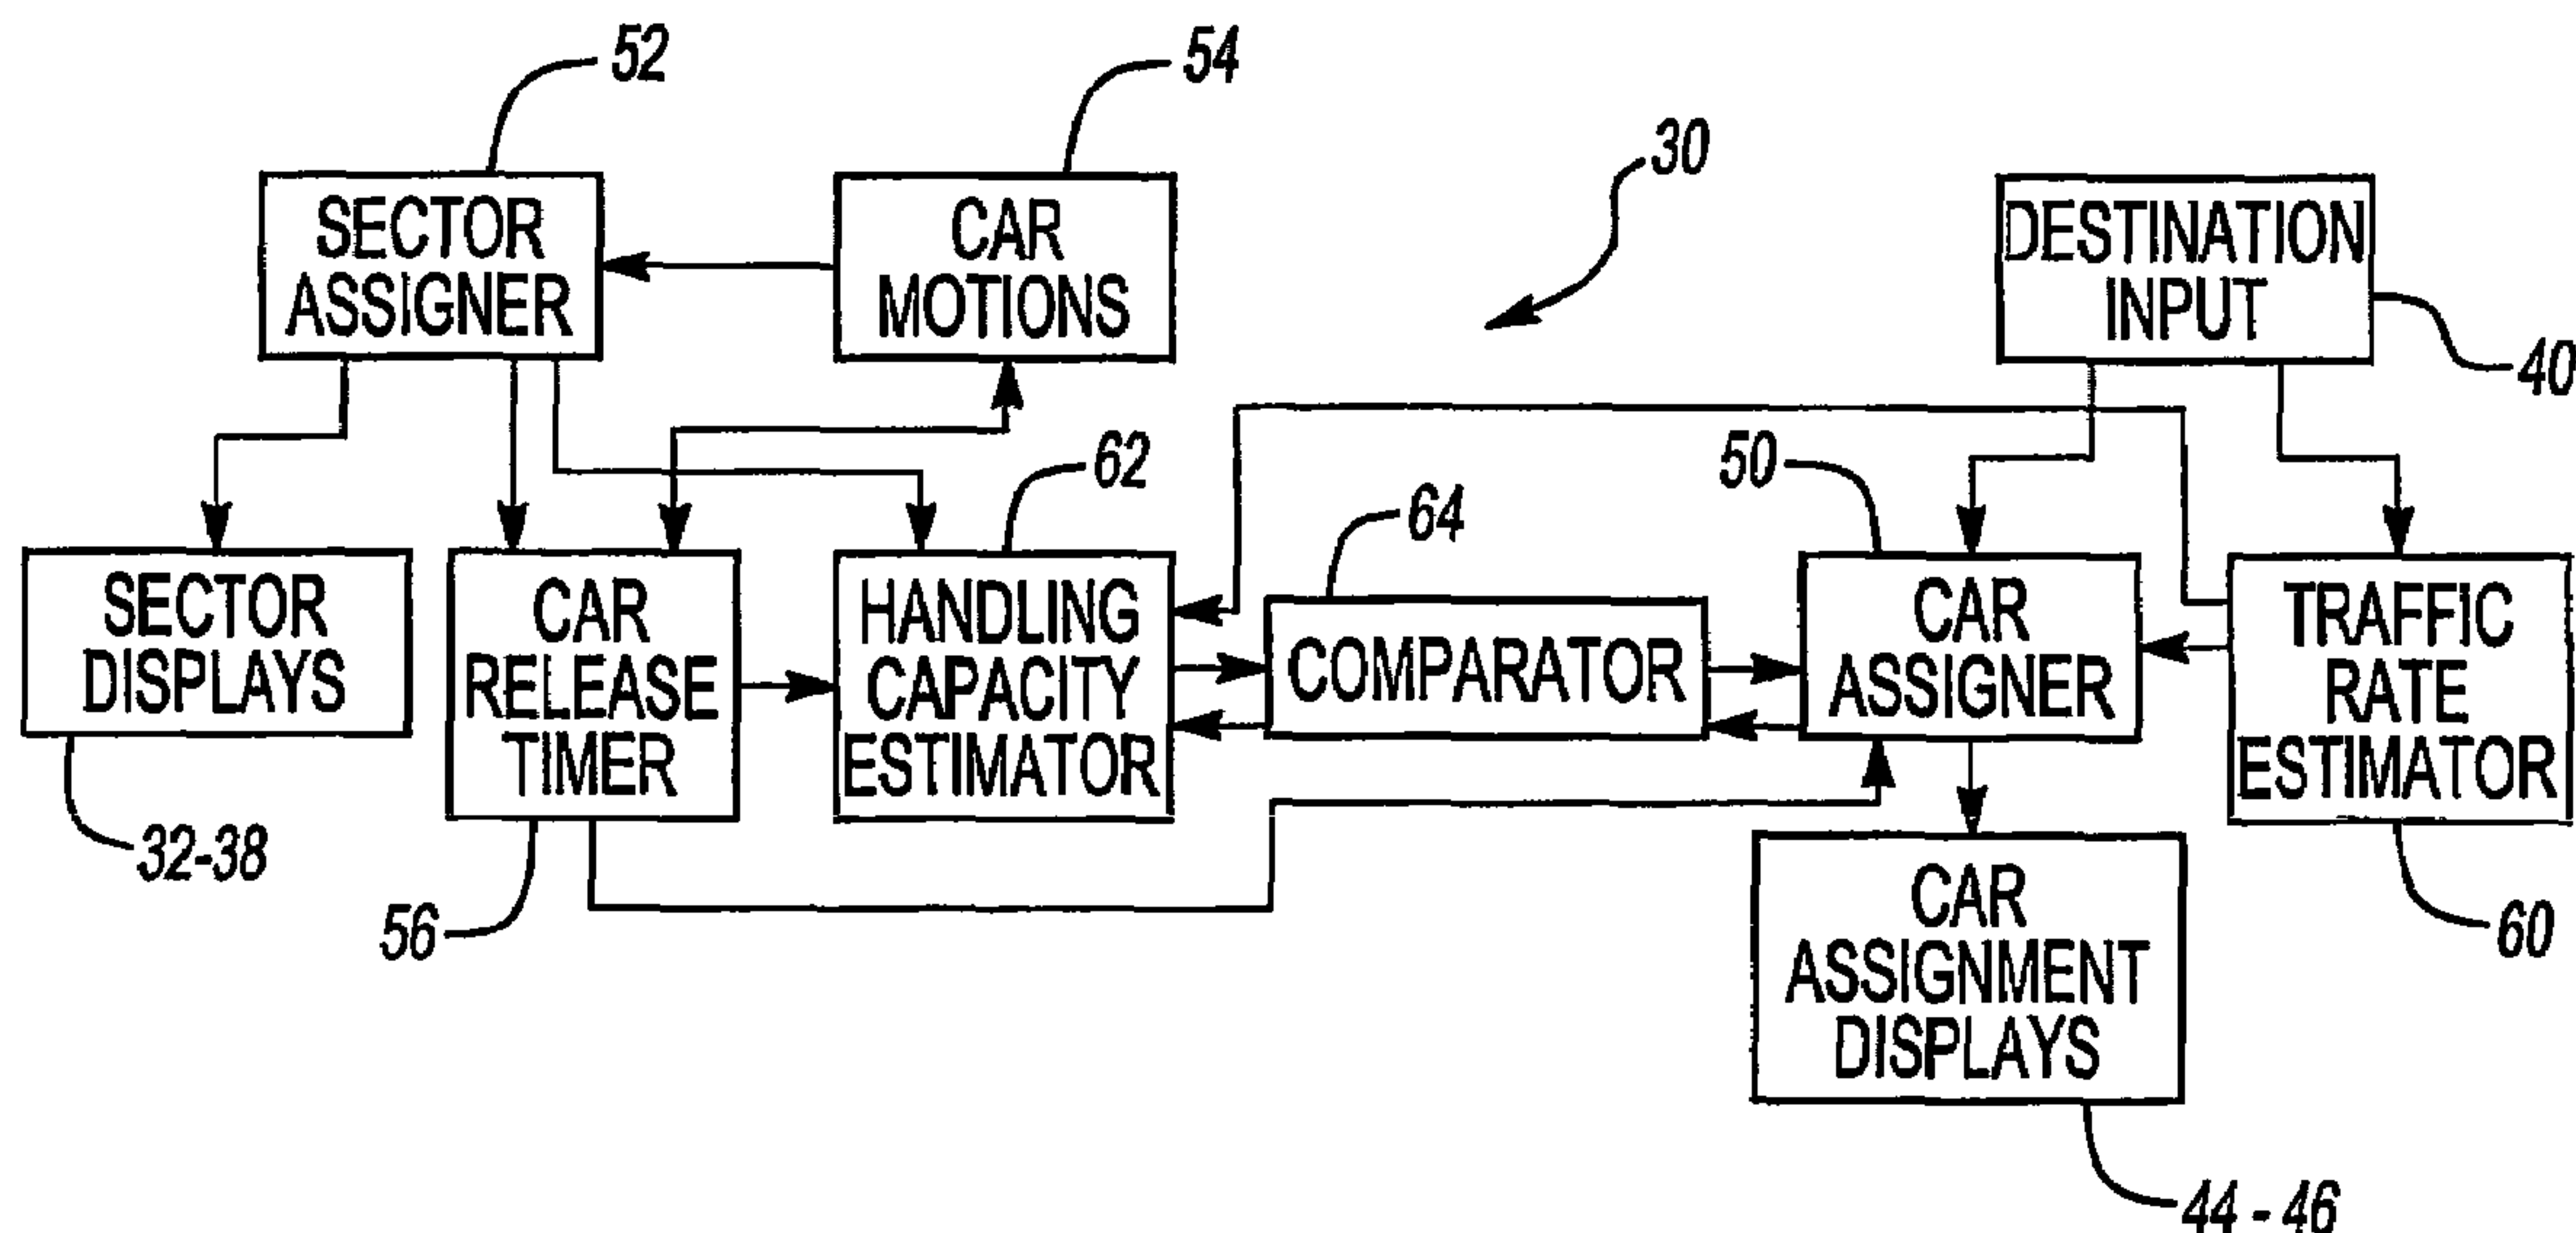 52
54
30
SECTOR
ASSIGNER
CAR
MOTIONS
DESTINATION
INPUT
40
62
64
50
SECTOR
DISPLAYS
CAR
RELEASE
TIMER
HANDLING
CAPACITY
ESTIMATOR
COMPARATOR
CAR
ASSIGNER
TRAFFIC
RATE
ESTIMATOR
32-38
56
CAR
ASSIGNMENT
DISPLAYS
60
44 - 46